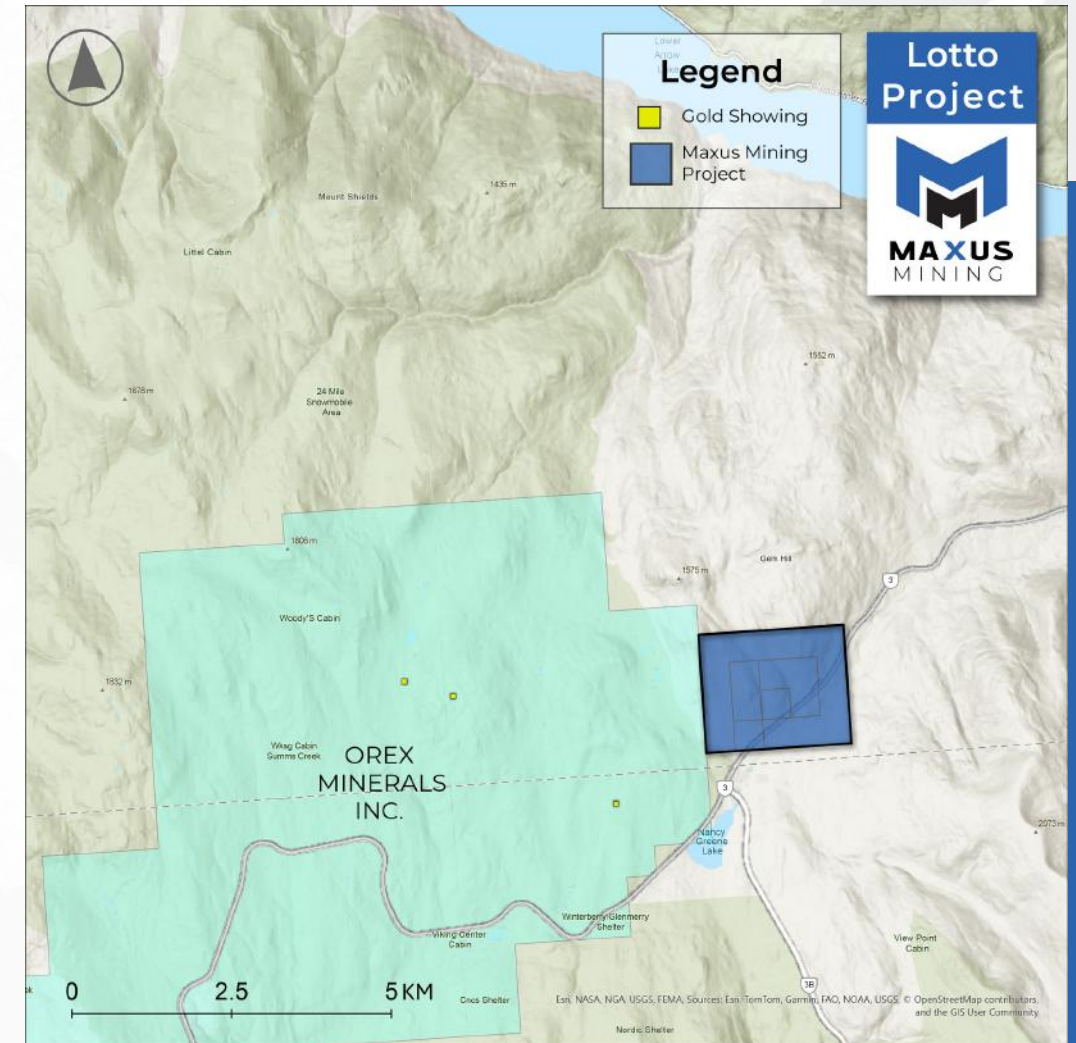 Lower
Arrow
Legend
Gold Showing
Maxus Mining
Project
Lotto
Project
MAXUS
MINING
1435 m
Mount Shields
Littel Cabin
1552 m
1678 m
24 Mile
Snowmobile
Area
1806 m
Gem Hill
1575 m
3
Woody'S Cabin
1832 m
Wkag Cabin
Summs Creek
OREX
MINERALS
INC.
3
2073 m
Nancy
Greene
Lake
Winterberry/Glenmerry
Shelter
Viking Center
Cabin
View Point
Cabin
3B
0 2.5 5 KM
Cnos Shelter
Esri, NASA, NGA, USGS, FEMA, Sources: Esri, TomTom, Garmin, FAO, NOAA, USGS, © OpenStreetMap contributors,
and the GIS User Community
Nordic Shelter